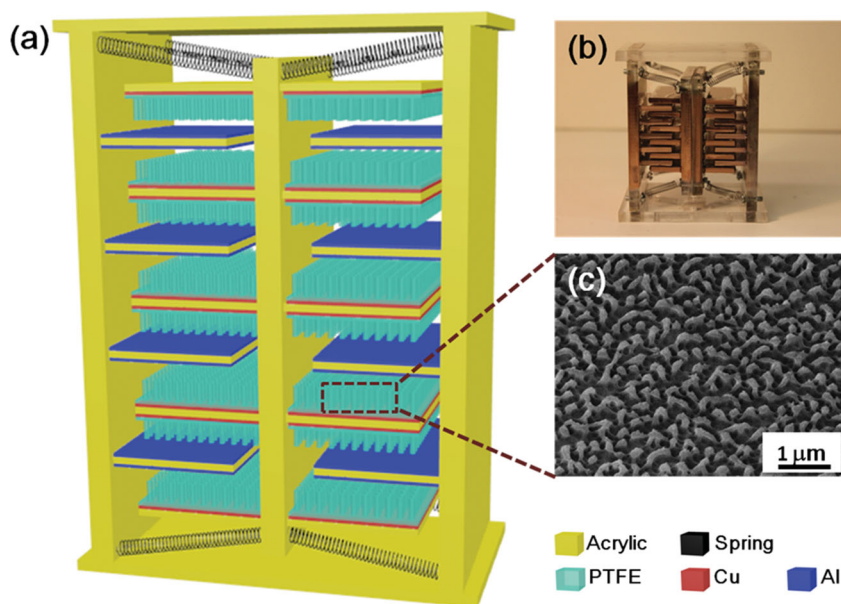 (a)
(b)
(c)
1 μm
Acrylic Spring
PTFE Cu Al